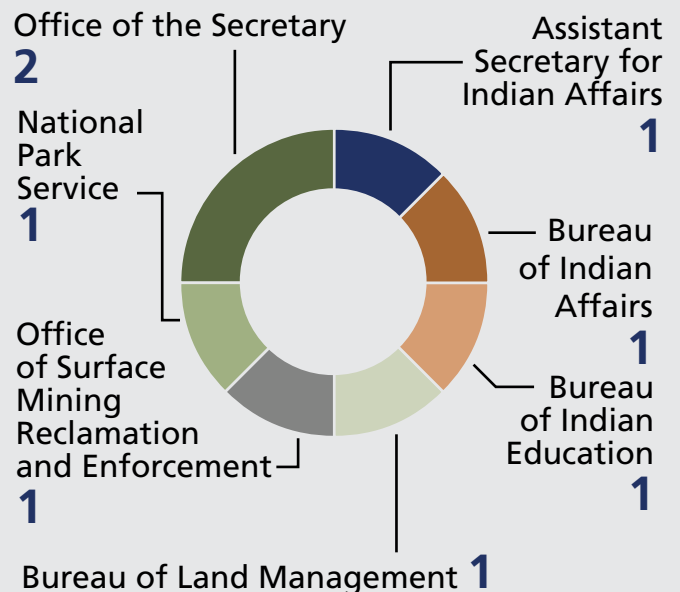 Office of the Secretary
2
Assistant
Secretary for
Indian Affairs
1
National
Park
Service
1
Bureau
of Indian
Affairs
1
Office
of Surface
Mining
Reclamation
and Enforcement
1
Bureau
of Indian
Education
1
Bureau of Land Management 1